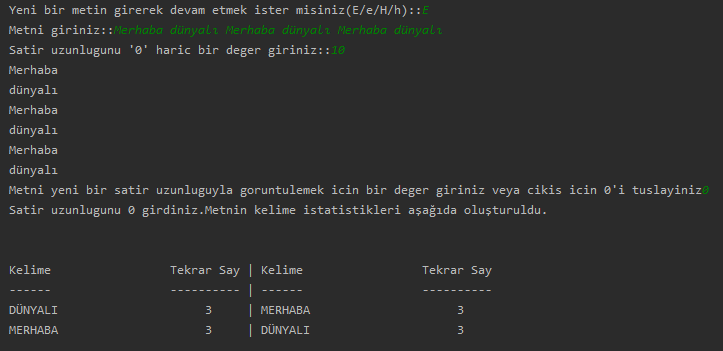 Yeni bir metin girerek devam etmek ister misiniz(E/e/H/h)::E
Metni giriniz::Merhaba dünyalı Merhaba dünyalı Merhaba dünyalı
Satir uzunlugunu '0' haric bir deger giriniz::10
Merhaba
dünyalı
Merhaba
dünyalı
Merhaba
dünyalı
Metni yeni bir satir uzunluguyla goruntulemek icin bir deger giriniz veya cikis icin 0'i tuslayiniz0
Satir uzunlugunu 0 girdiniz.Metnin kelime istatistikleri aşağıda oluşturuldu.
Kelime Tekrar Say | Kelime Tekrar Say
------ ---------- | ------ ----------
DÜNYALI 3 | MERHABA 3
MERHABA 3 | DÜNYALI 3